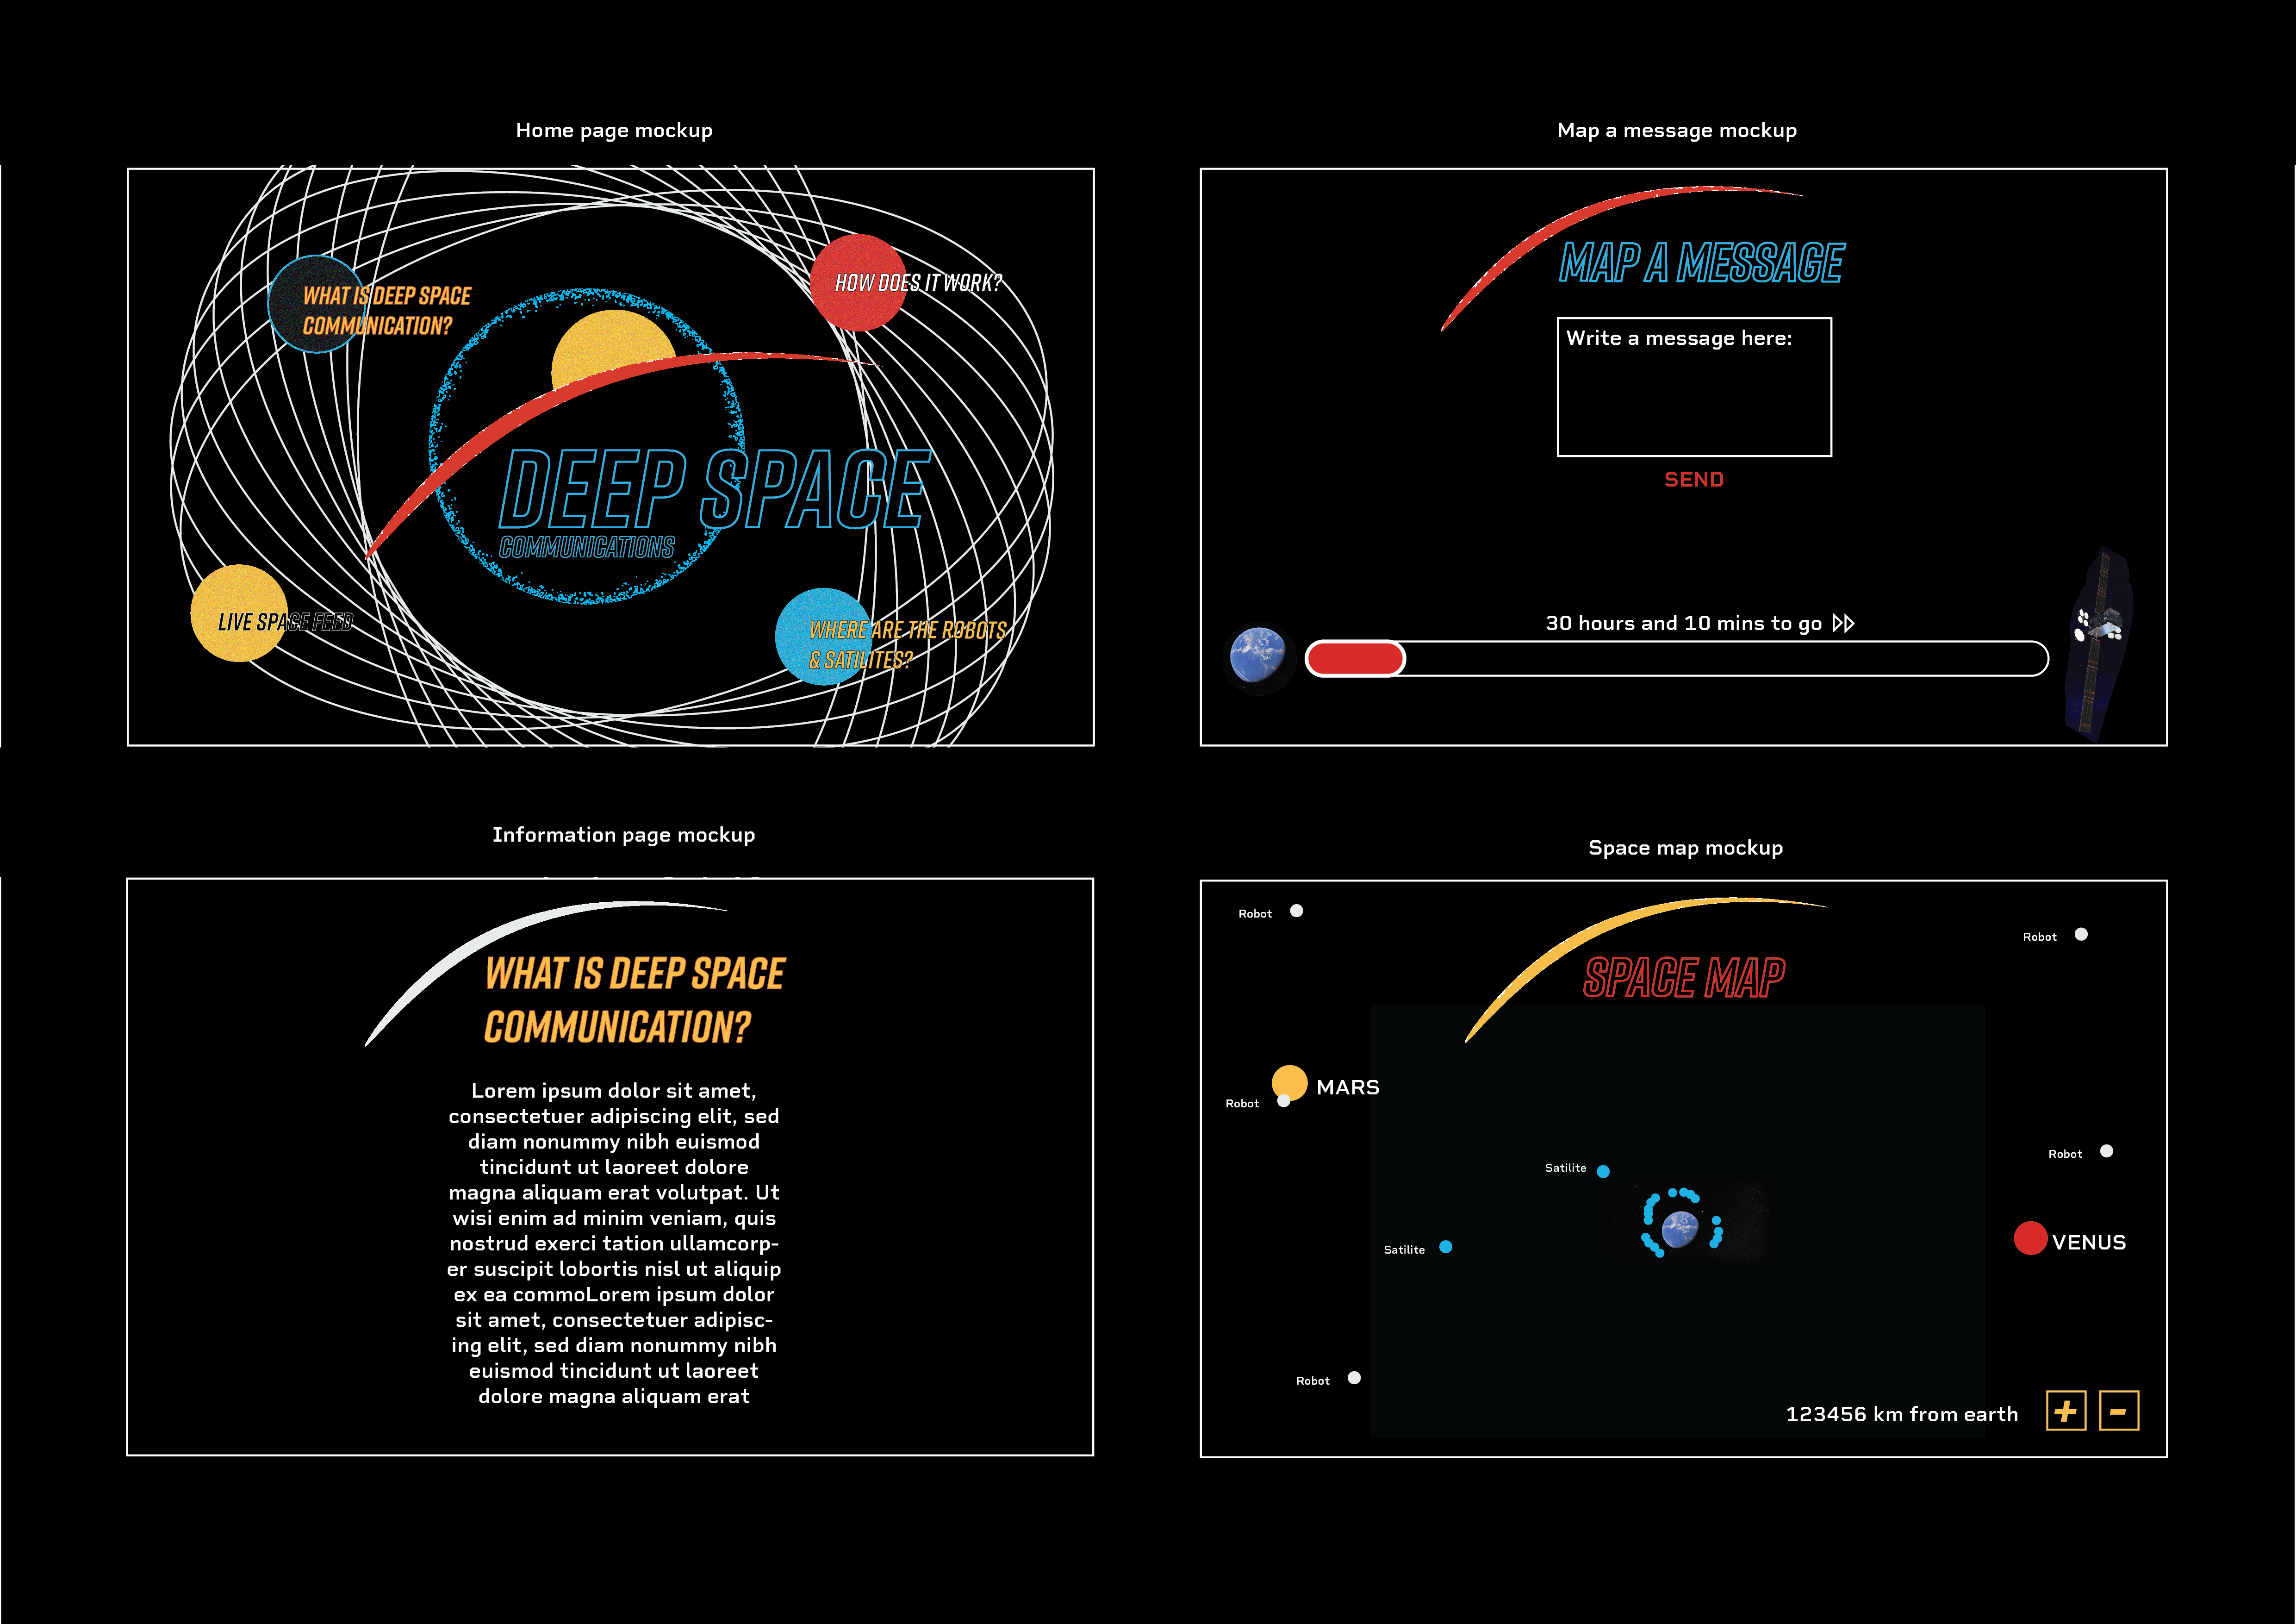 Home page mockup
WHAT IS DEEP SPACE
COMMUNICATION?
HOW DOES IT WORK?
DEEP SPACE
COMMUNICATIONS
LIVE SPACE FEED
WHERE ARE THE ROBOTS
& SATILITES?
Map a message mockup
MAP A MESSAGE
Write a message here:
SEND
30 hours and 10 mins to go
Information page mockup
WHAT IS DEEP SPACE
COMMUNICATION?
Lorem ipsum dolor sit amet,
consectetuer adipiscing elit, sed
diam nonummy nibh euismod
tincidunt ut laoreet dolore
magna aliquam erat volutpat. Ut
wisi enim ad minim veniam, quis
nostrud exerci tation ullamcorp-
er suscipit lobortis nisl ut aliquip
ex ea commoLorem ipsum dolor
sit amet, consectetuer adipisc-
ing elit, sed diam nonummy nibh
euismod tincidunt ut laoreet
dolore magna aliquam erat
Space map mockup
Robot
Robot
SPACE MAP
MARS
Robot
Robot
Satilite
VENUS
Satilite
Robot
123456 km from earth
+ -